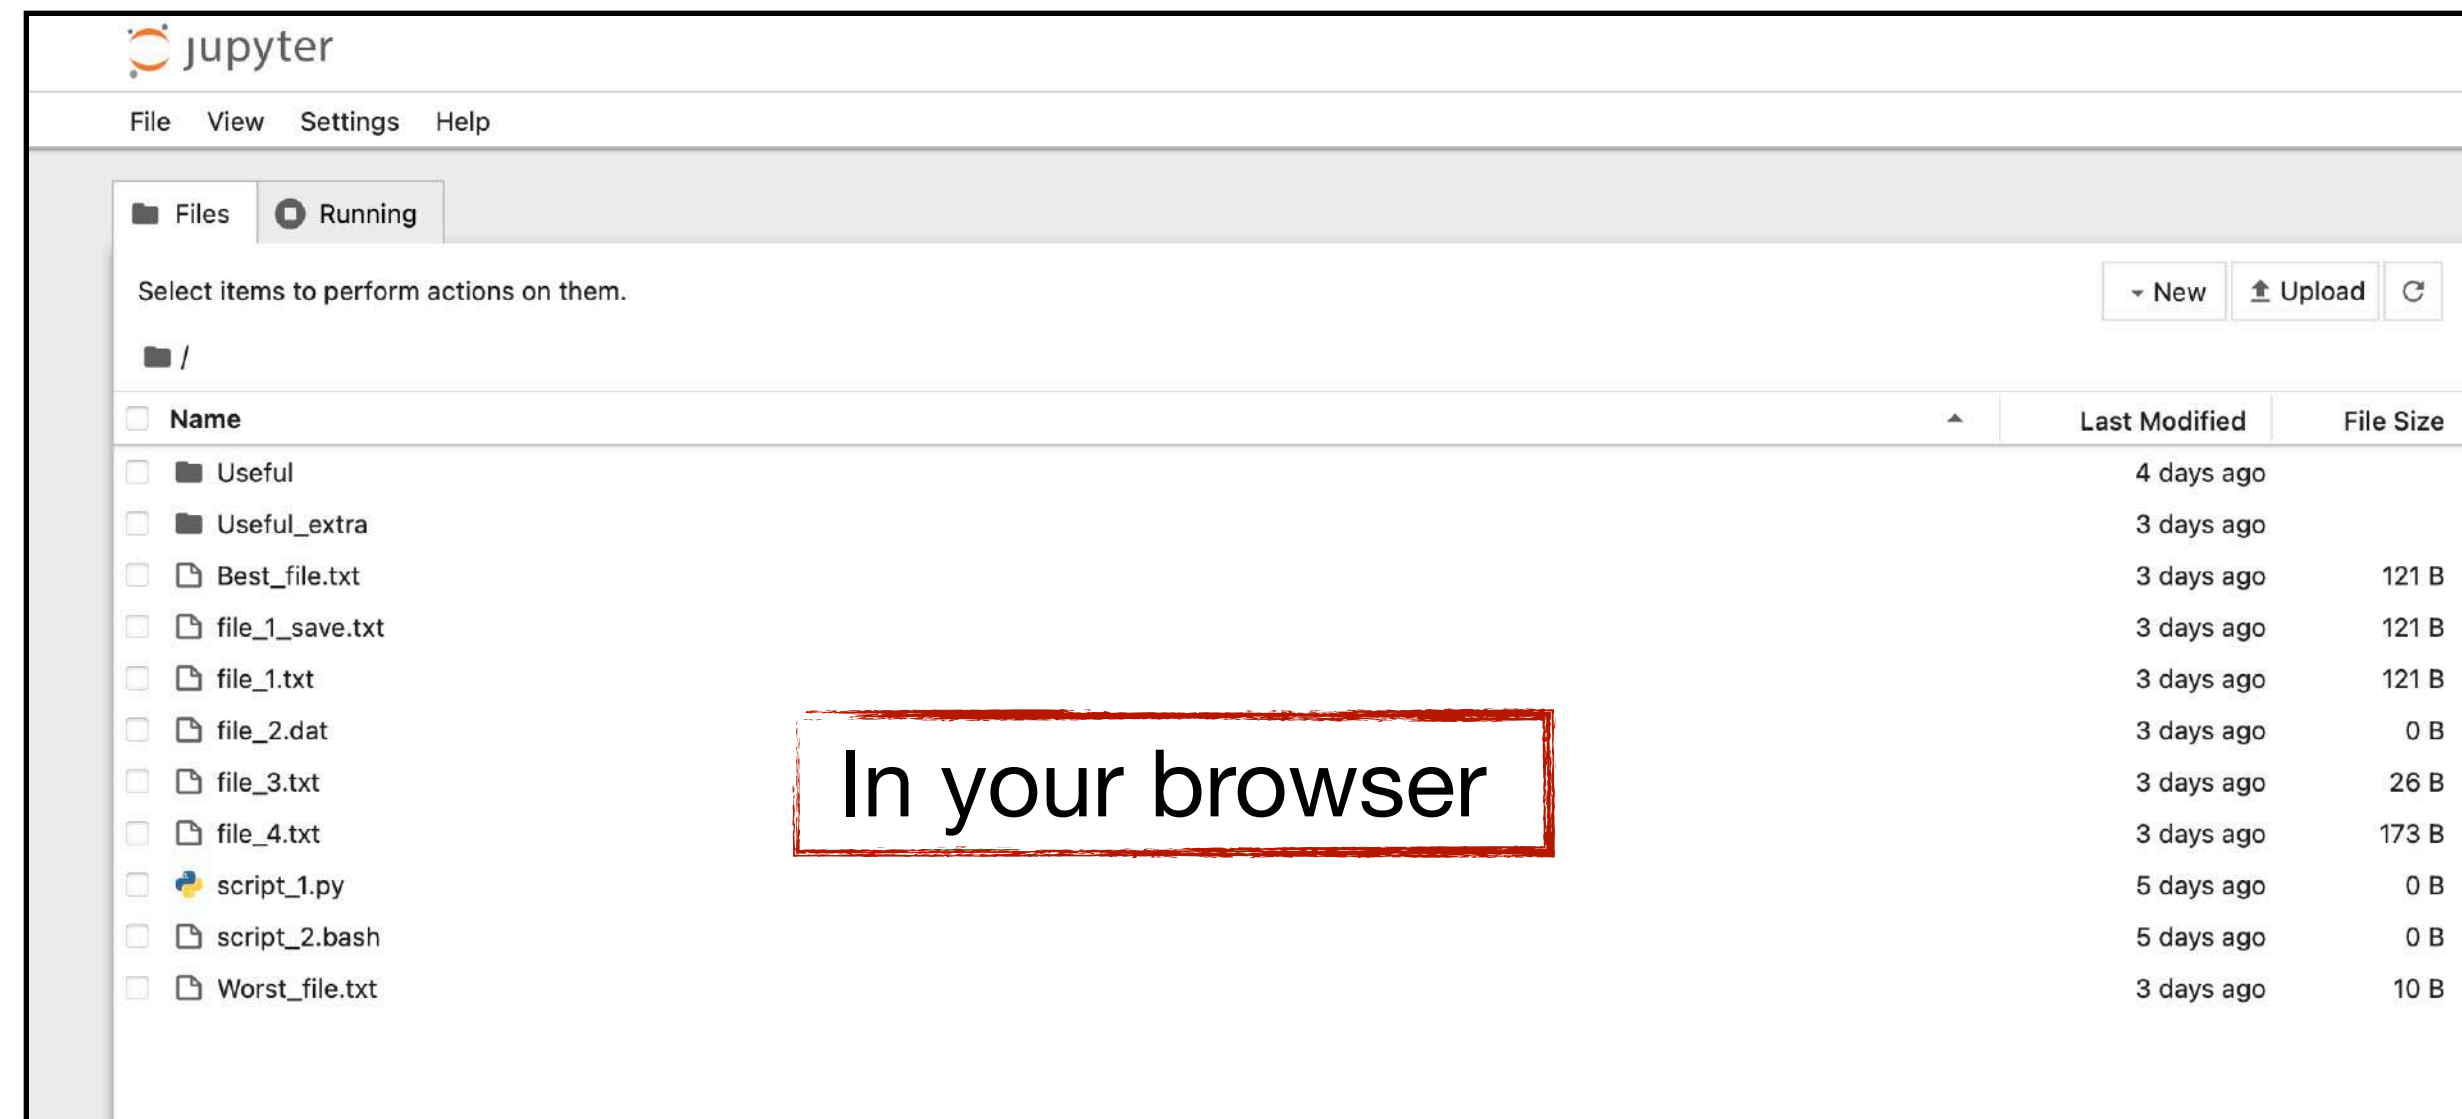 jupyter
File View Settings Help
Files Running
Select items to perform actions on them. New Upload
/
Name Last Modified File Size
Useful 4 days ago
Useful_extra 3 days ago
Best_file.txt 3 days ago 121 B
file_1_save.txt 3 days ago 121 B
file_1.txt 3 days ago 121 B
file_2.dat 3 days ago 0 B
file_3.txt 3 days ago 26 B
In your browser
file_4.txt 3 days ago 173 B
script_1.py 5 days ago 0 B
script_2.bash 5 days ago 0 B
Worst_file.txt 3 days ago 10 B